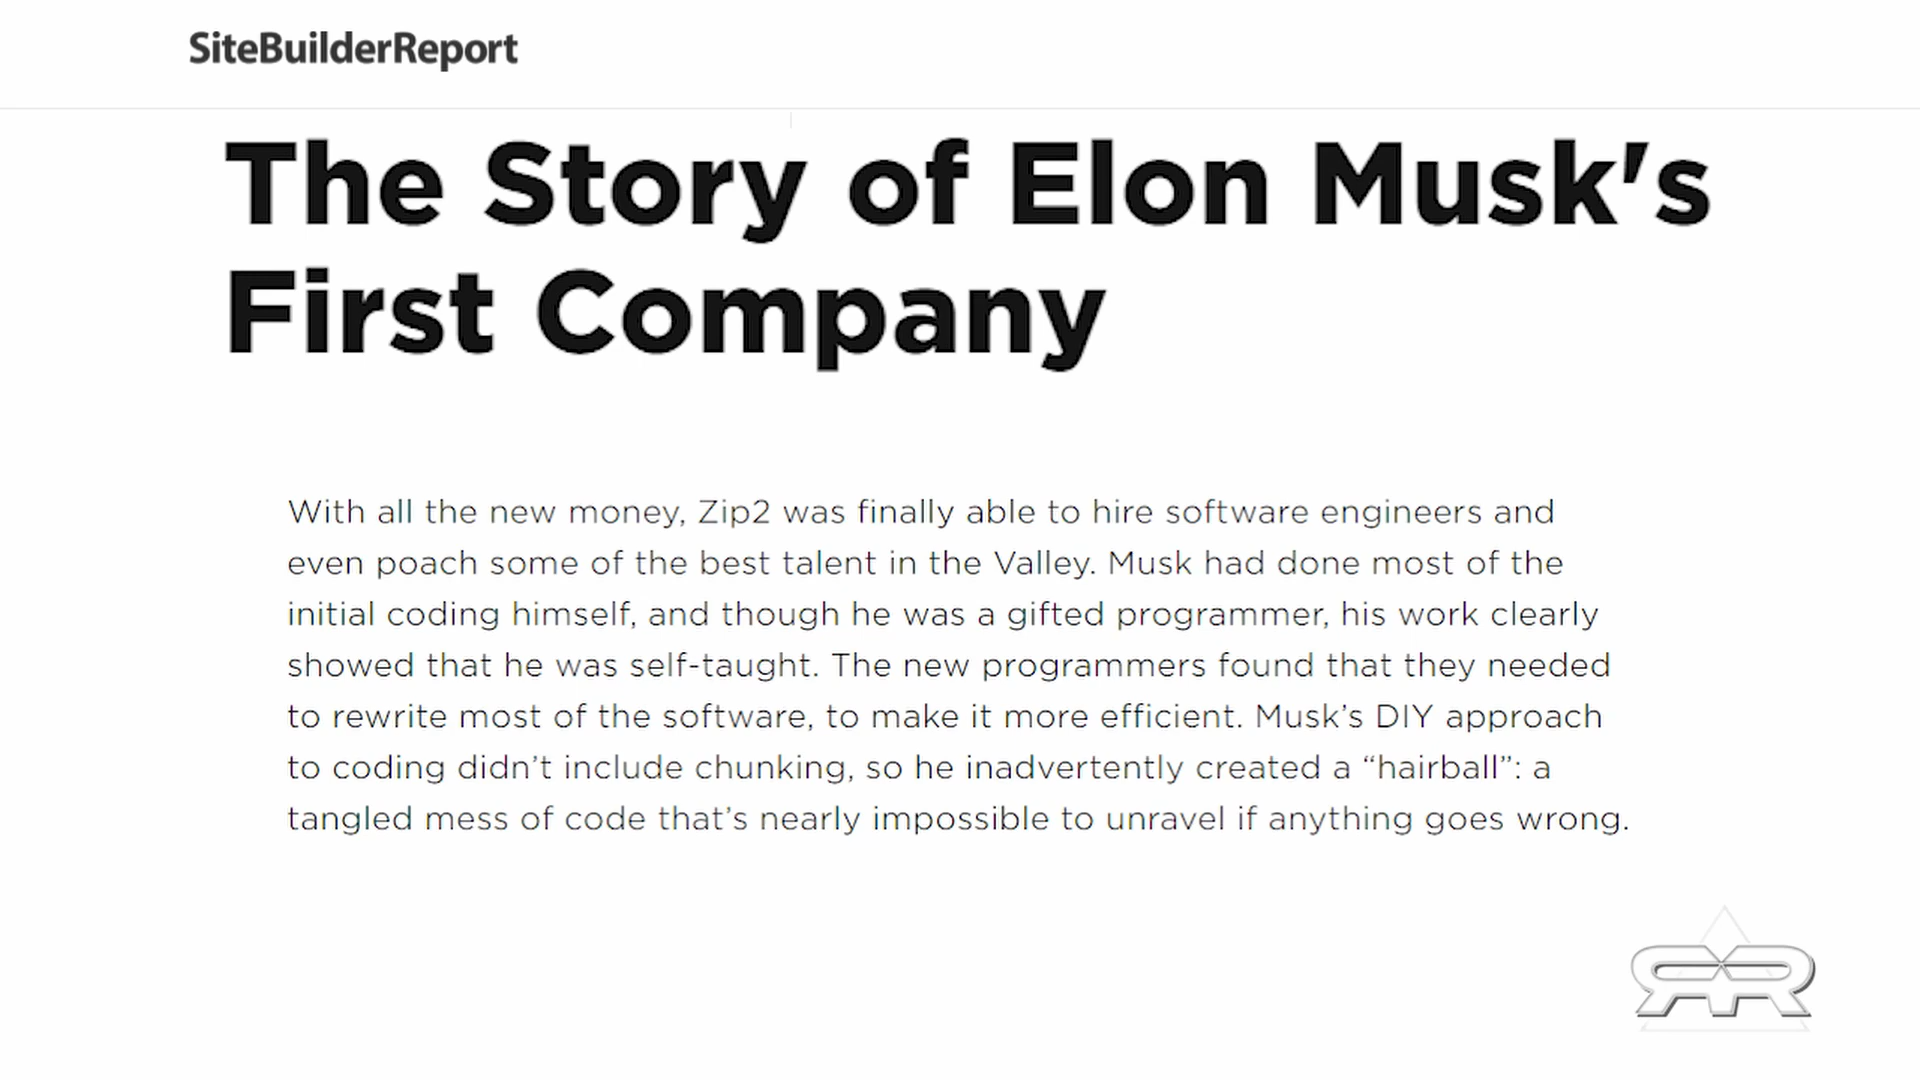 SiteBuilderReport
The Story of Elon Musk's
First Company
With all the new money, Zip2 was finally able to hire software engineers and
even poach some of the best talent in the Valley. Musk had done most of the
initial coding himself, and though he was a gifted programmer, his work clearly
showed that he was self-taught. The new programmers found that they needed
to rewrite most of the software, to make it more efficient. Musk’s DIY approach
to coding didn’t include chunking, so he inadvertently created a “hairball”: a
tangled mess of code that’s nearly impossible to unravel if anything goes wrong.